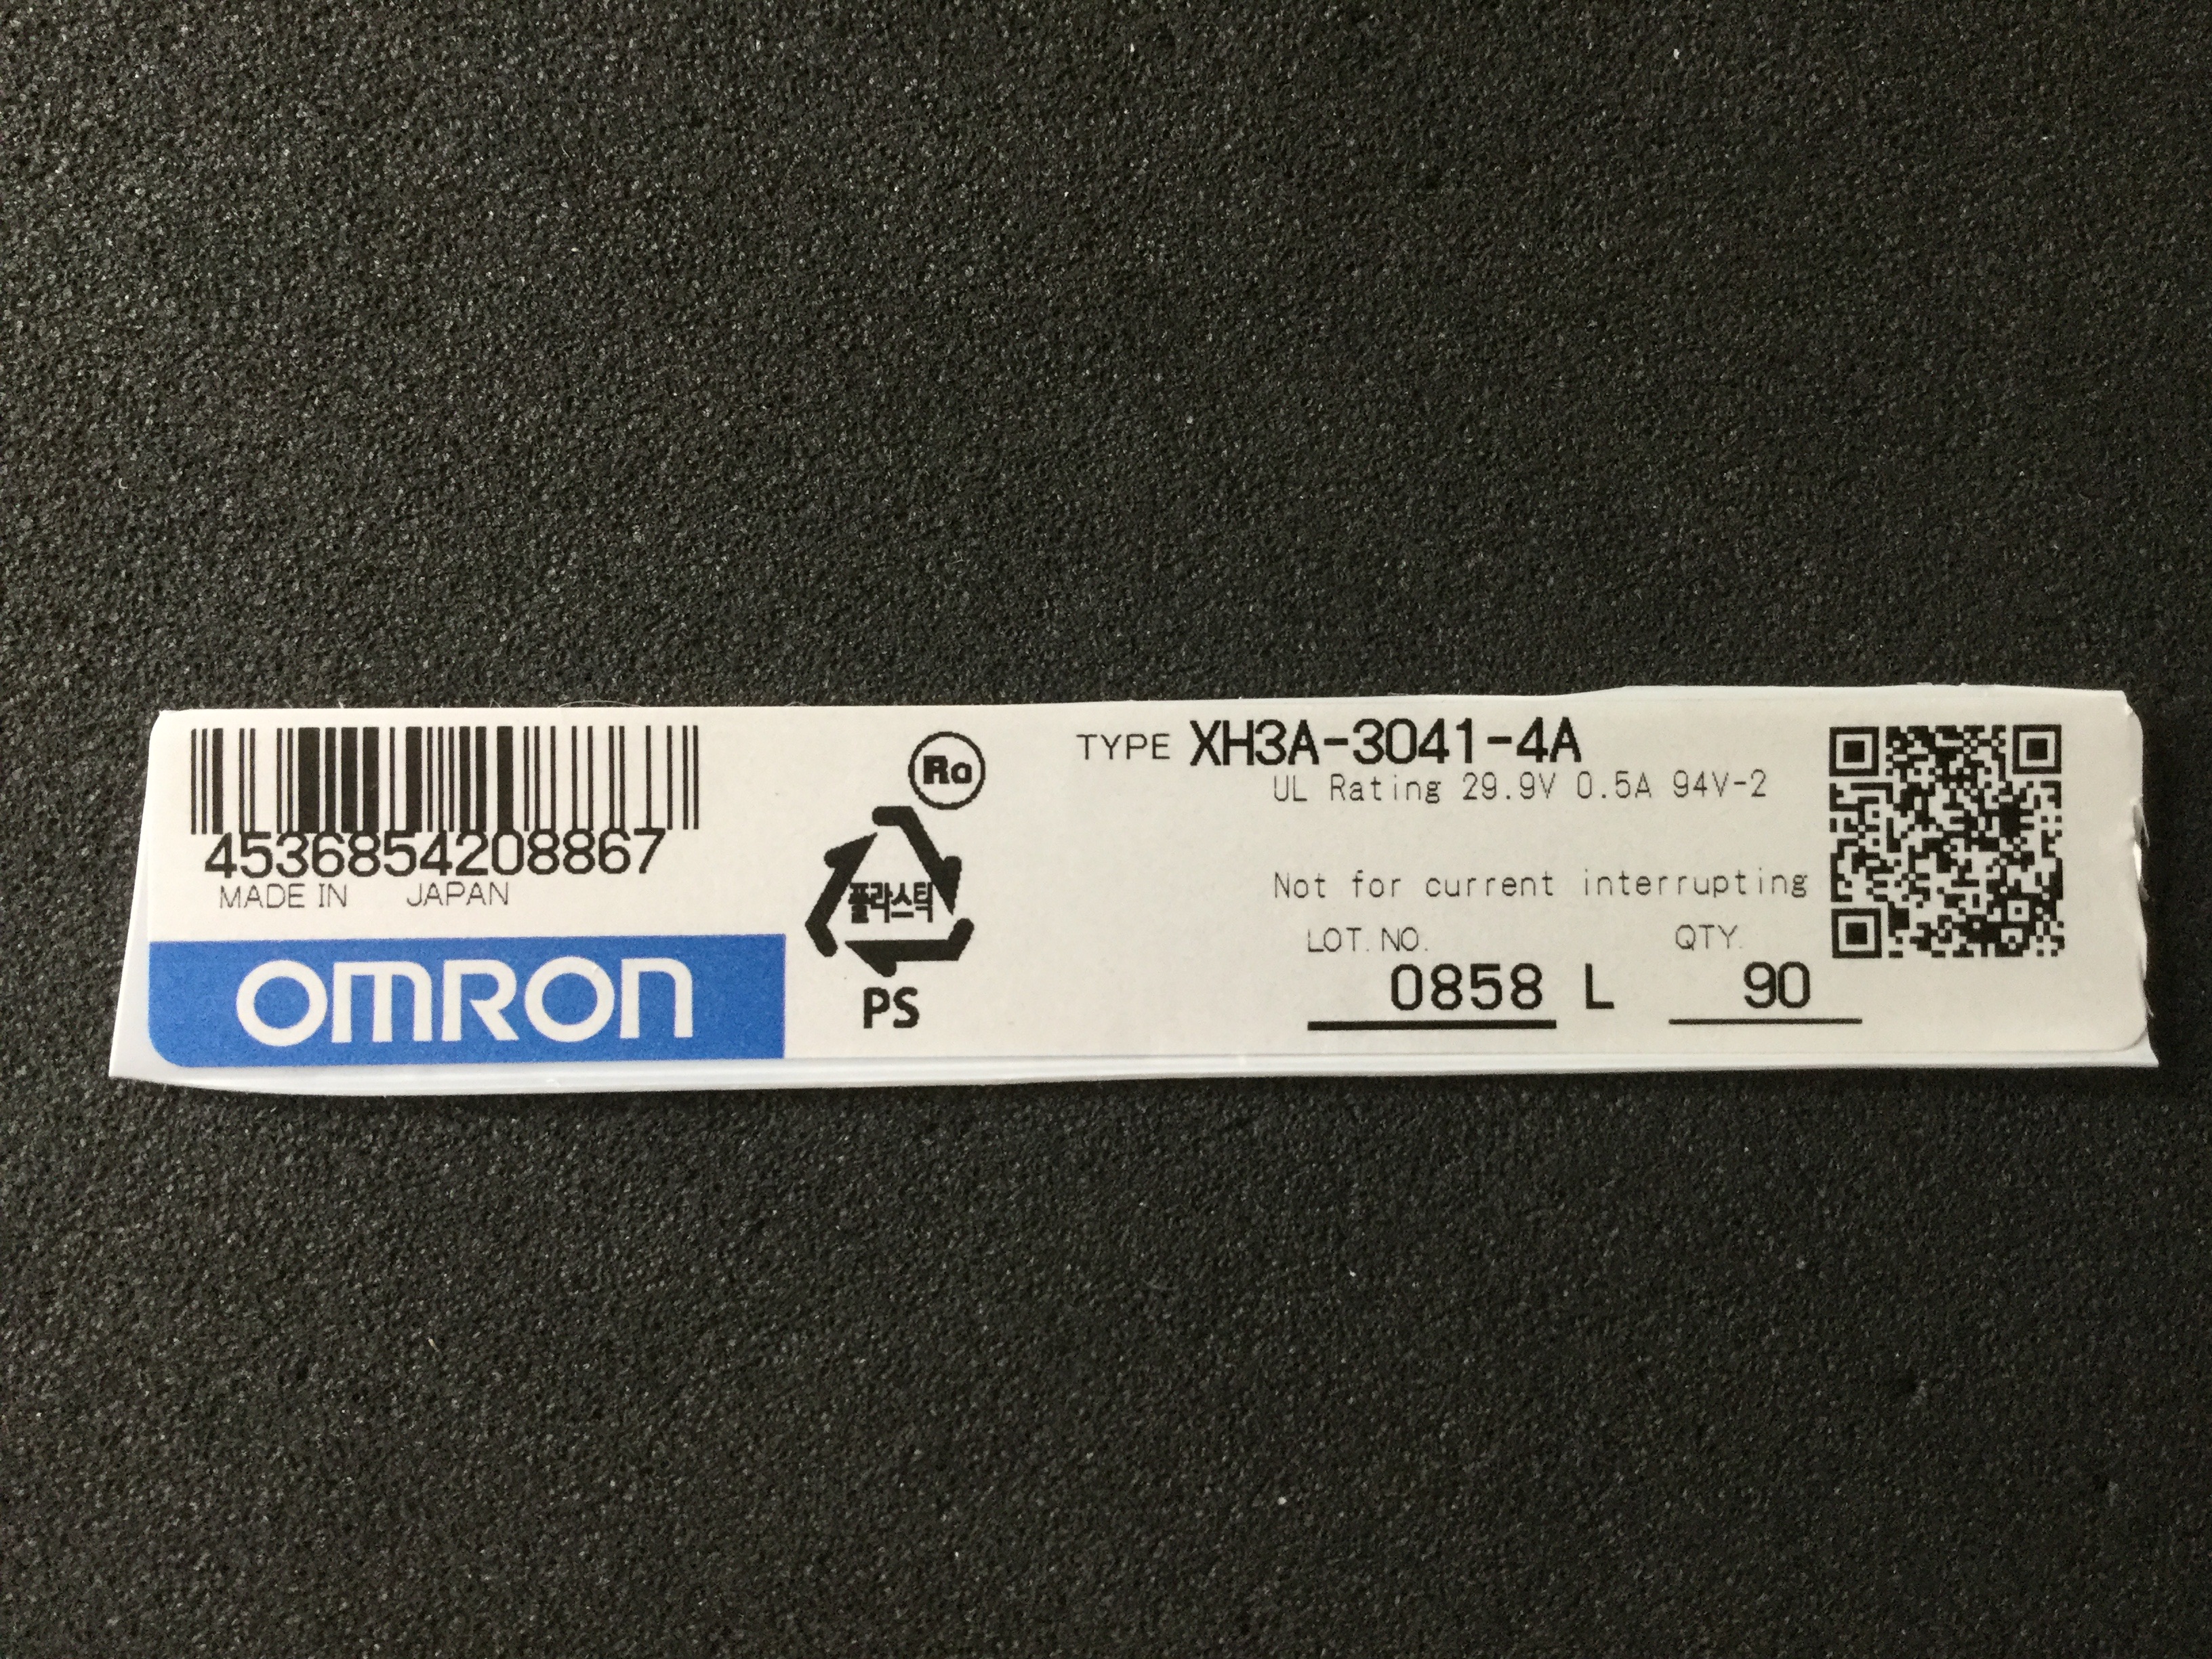 4536854208867
MADE IN JAPAN
OMRON
Ro
플라스틱
PS
TYPE XH3A-3041-4A
UL Rating 29.9V 0.5A 94V-2
Not for current interrupting
LOT. NO. QTY.
0858 L 90